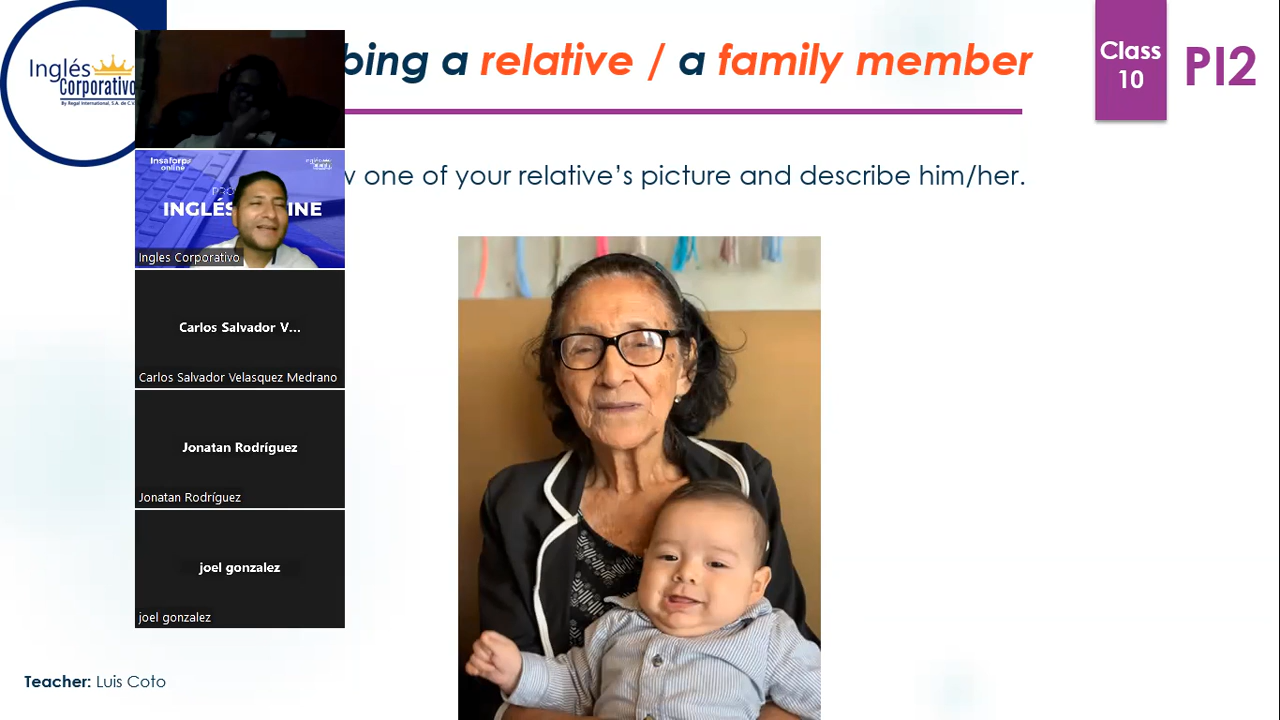 Inglés
Corporativo
By Regal International, S.A. de C.V.
bing a relative / a family member
Class
10
PI2
one of your relative's picture and describe him/her.
Insaforp
online
PRO
INGLÉS INE
Ingles Corporativo
Carlos Salvador V...
Carlos Salvador Velasquez Medrano
Jonatan Rodríguez
Jonatan Rodríguez
joel gonzalez
joel gonzalez
Teacher: Luis Coto